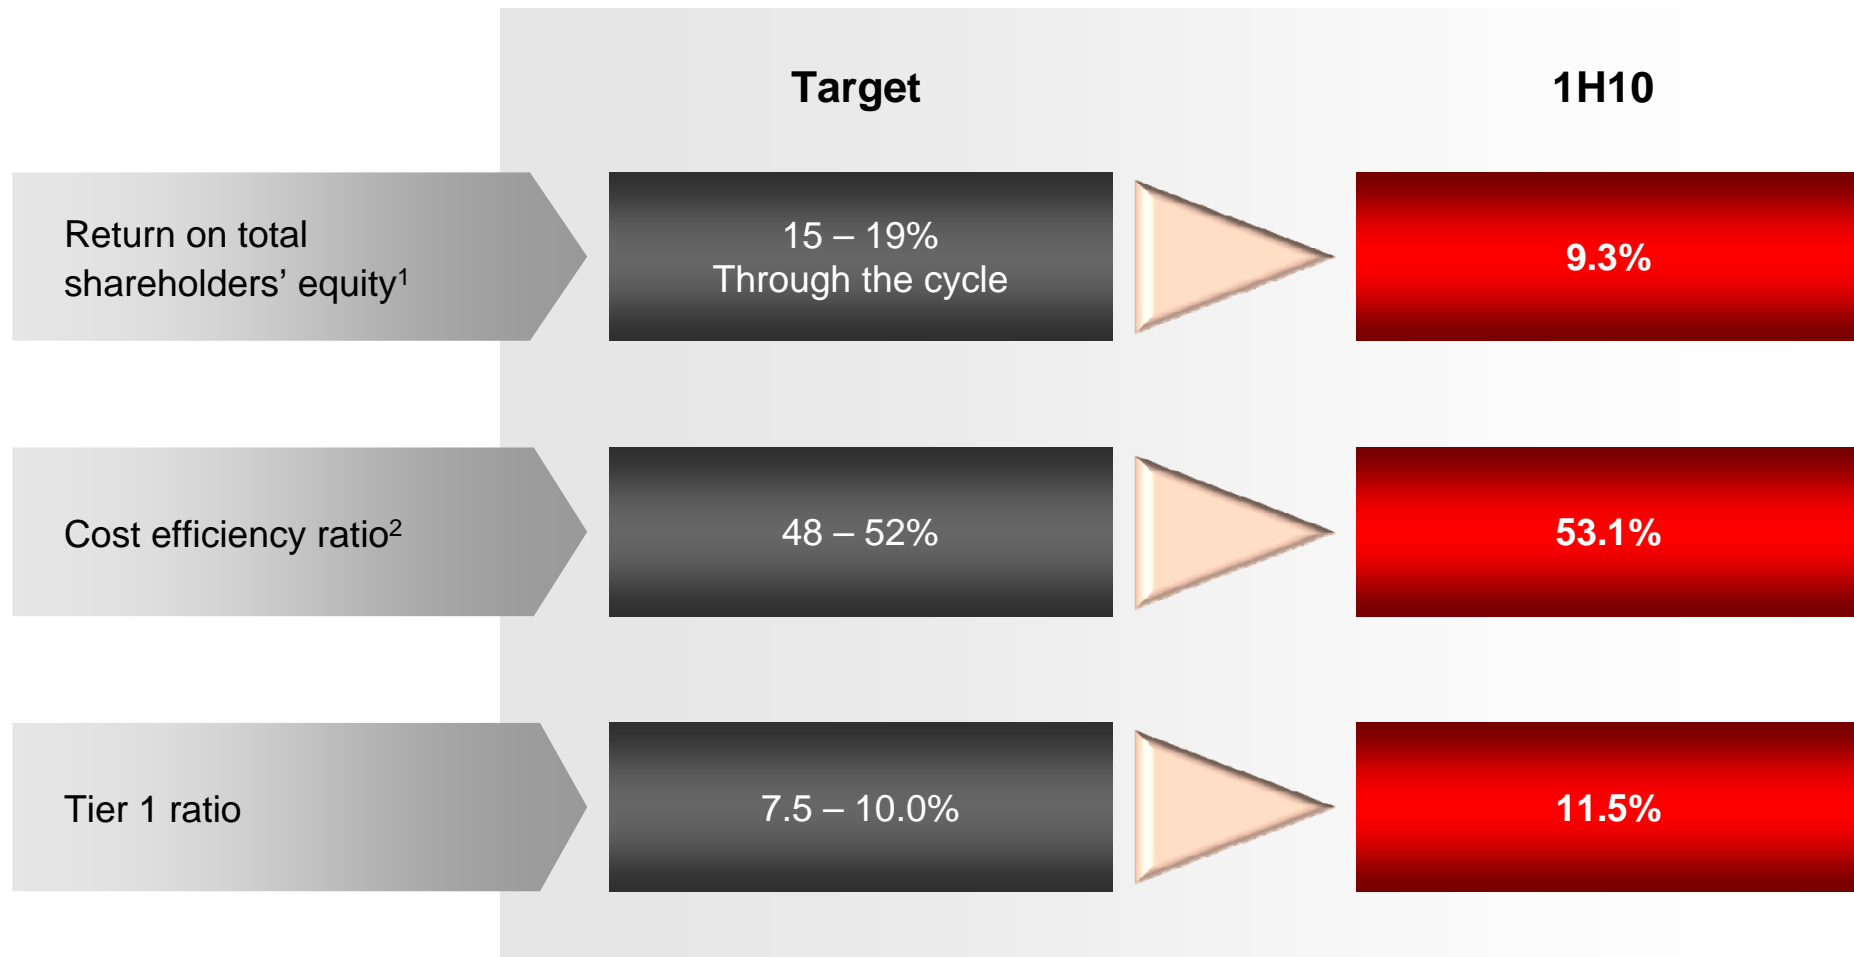 Target
1H10
Return on total
shareholders’ equity1
15 – 19%
Through the cycle
9.3%
Cost efficiency ratio2
48 – 52%
53.1%
Tier 1 ratio
7.5 – 10.0%
11.5%